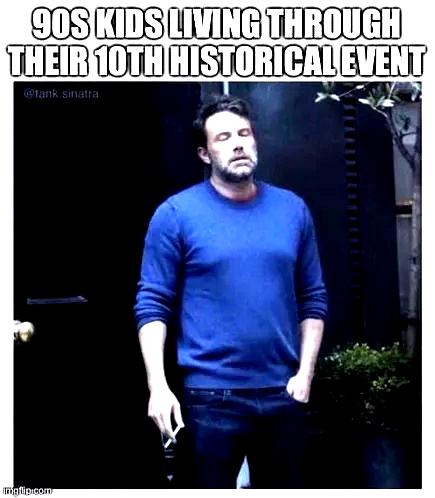 90S KIDS LIVING THROUGH
THEIR 10TH HISTORICAL EVENT
@tank.sinatra
imgflip.com